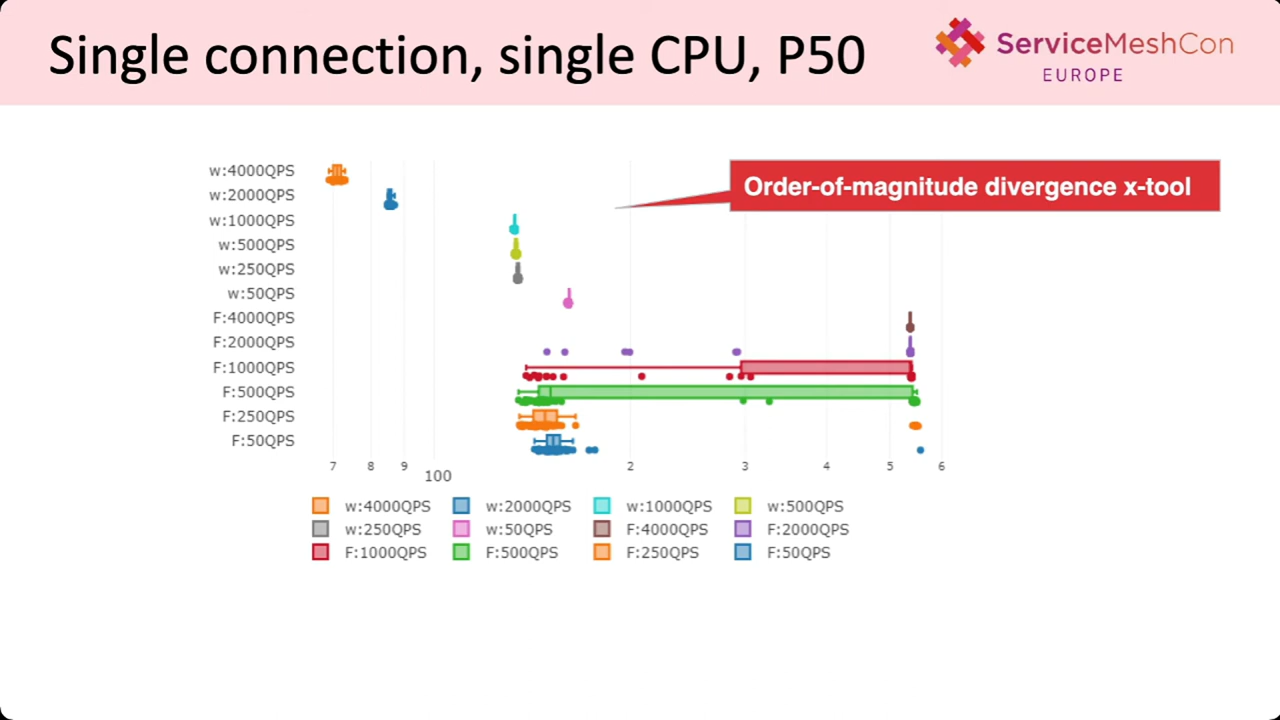 Single connection, single CPU, P50
ServiceMeshCon
EUROPE
Order-of-magnitude divergence x-tool
w:4000QPS
w:2000QPS
w:1000QPS
w:500QPS
w:250QPS
w:50QPS
F:4000QPS
F:2000QPS
F:1000QPS
F:500QPS
F:250QPS
F:50QPS
7 8 9 100 2 3 4 5 6
w:4000QPS w:2000QPS w:1000QPS w:500QPS
w:250QPS w:50QPS F:4000QPS F:2000QPS
F:1000QPS F:500QPS F:250QPS F:50QPS